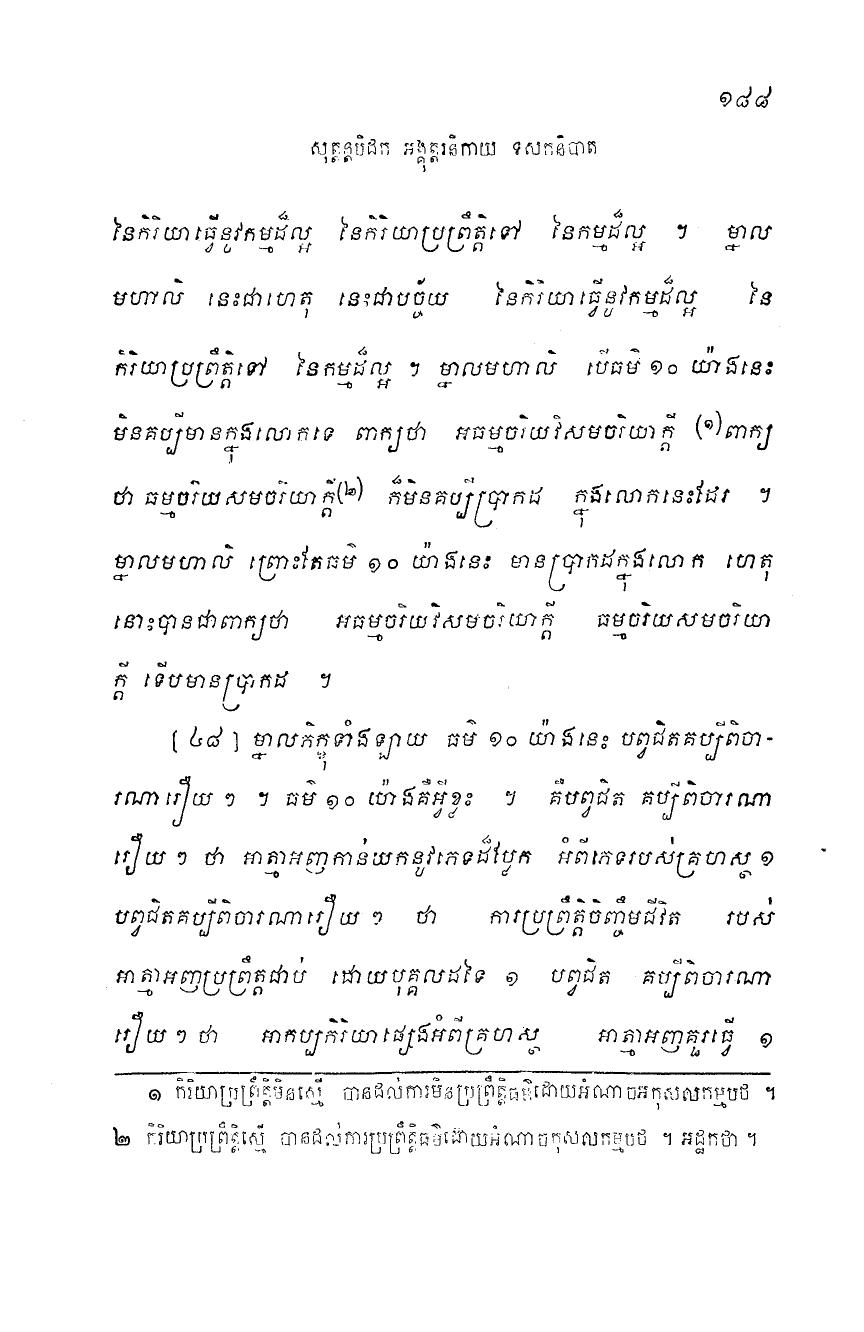 ១៨៨
សុត្តន្តបិដក អង្គុត្តរនិកាយ ទសកនិបាត
នៃកិរិយាធ្វើនូវកម្មដ៏ល្អ នៃកិរិយាប្រព្រឹត្តិទៅ នៃកម្មដ៏ល្អ ។ ម្នាល
មហាលិ នេះជាហេតុ នេះជាបច្ច័យ នៃកិរិយាធ្វើនូវកម្មដ៏ល្អ នៃ
កិរិយាប្រព្រឹត្តិទៅ នៃកម្មដ៏ល្អ ។ ម្នាលមហាលិ បើធម៌ ១០ យ៉ាងនេះ
មិនគប្បីមានក្នុងលោកទេ ពាក្យថា អធម្មចរិយវិសមចរិយាក្តី (១)ពាក្យ
ថា ធម្មចរិយសមចរិយាក្តី(២) ក៏មិនគប្បីប្រាកដ ក្នុងលោកនេះដែរ ។
ម្នាលមហាលិ ព្រោះតែធម៌ ១០ យ៉ាងនេះ មានប្រាកដក្នុងលោក ហេតុ
នោះបានជាពាក្យថា អធម្មចរិយវិសមចរិយាក្តី ធម្មចរិយសមចរិយា
ក្តី ទើបមានប្រាកដ ។
[ ៤៨ ] ម្នាលភិក្ខុទាំងឡាយ ធម៌ ១០ យ៉ាងនេះ បព្វជិតគប្បីពិចា-
រណារឿយ ៗ ។ ធម៌ ១០ យ៉ាងគឺអ្វីខ្លះ ។ គឺបព្វជិត គប្បីពិចារណា
រឿយ ៗ ថា អាត្មាអញកាន់យកនូវភេទដ៏ប្លែក អំពីភេទរបស់គ្រហស្ថ ១
បព្វជិតគប្បីពិចារណារឿយ ៗ ថា ការប្រព្រឹត្តិចិញ្ចឹមជីវិត របស់
អាត្មាអញប្រព្រឹត្តជាប់ ដោយបុគ្គលដទៃ ១ បព្វជិត គប្បីពិចារណា
រឿយ ៗ ថា អាកប្បកិរិយាផ្សេងអំពីគ្រហស្ថ អាត្មាអញគួរធ្វើ ១
១ កិរិយាប្រព្រឹត្តិមិនស្មើ បានដល់ការមិនប្រព្រឹត្តិធម៌ដោយអំណាចអកុសលកម្មបថ ។
២ កិរិយាប្រព្រឹត្តិស្មើ បានដល់ការប្រព្រឹត្តិធម៌ដោយអំណាចកុសលកម្មបថ ។ អដ្ឋកថា ។